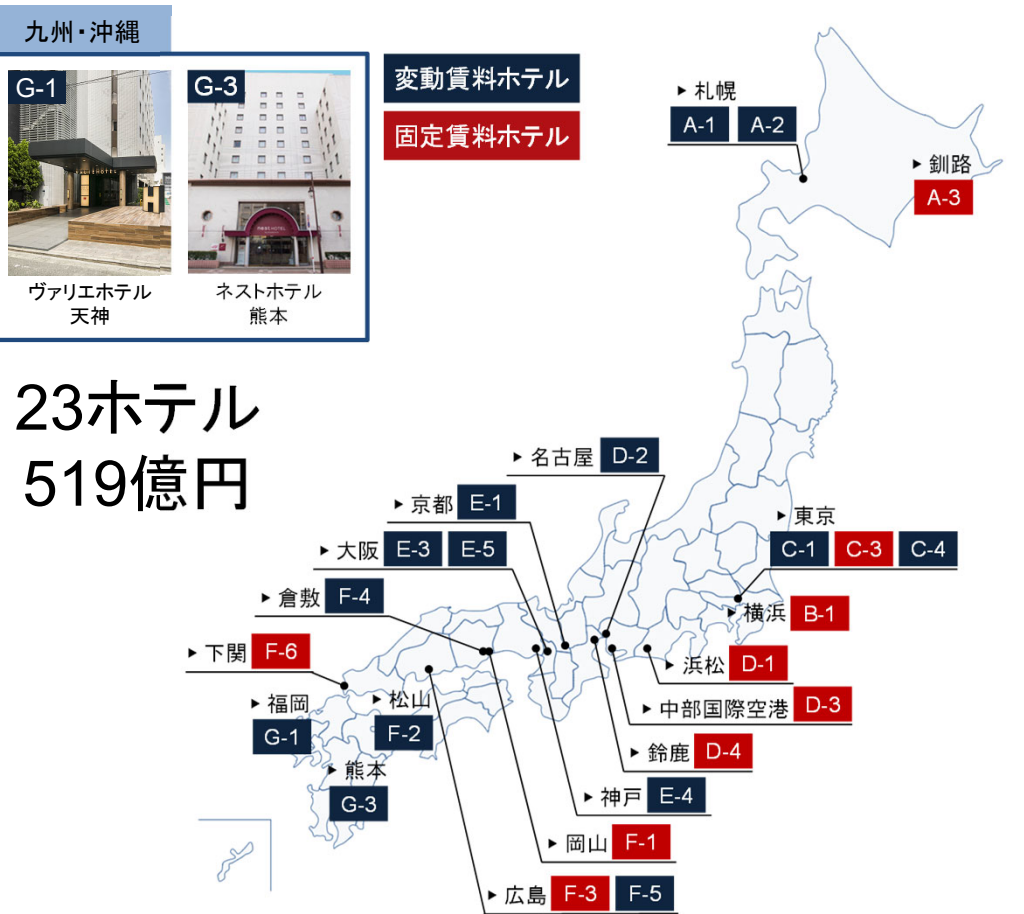 九州・沖縄
G-1
G-3
ヴァリエホテル
天神
ネストホテル
熊本
変動賃料ホテル
固定賃料ホテル
23ホテル
519億円
▶ 札幌
A-1 A-2
▶ 釧路
A-3
▶ 名古屋 D-2
▶ 京都 E-1
▶ 大阪 E-3 E-5
▶ 倉敷 F-4
▶ 下関 F-6
▶ 福岡
G-1
▶ 松山
F-2
▶ 熊本
G-3
▶ 東京
C-1 C-3 C-4
▶ 横浜 B-1
▶ 浜松 D-1
▶ 中部国際空港 D-3
▶ 鈴鹿 D-4
▶ 神戸 E-4
▶ 岡山 F-1
▶ 広島 F-3 F-5